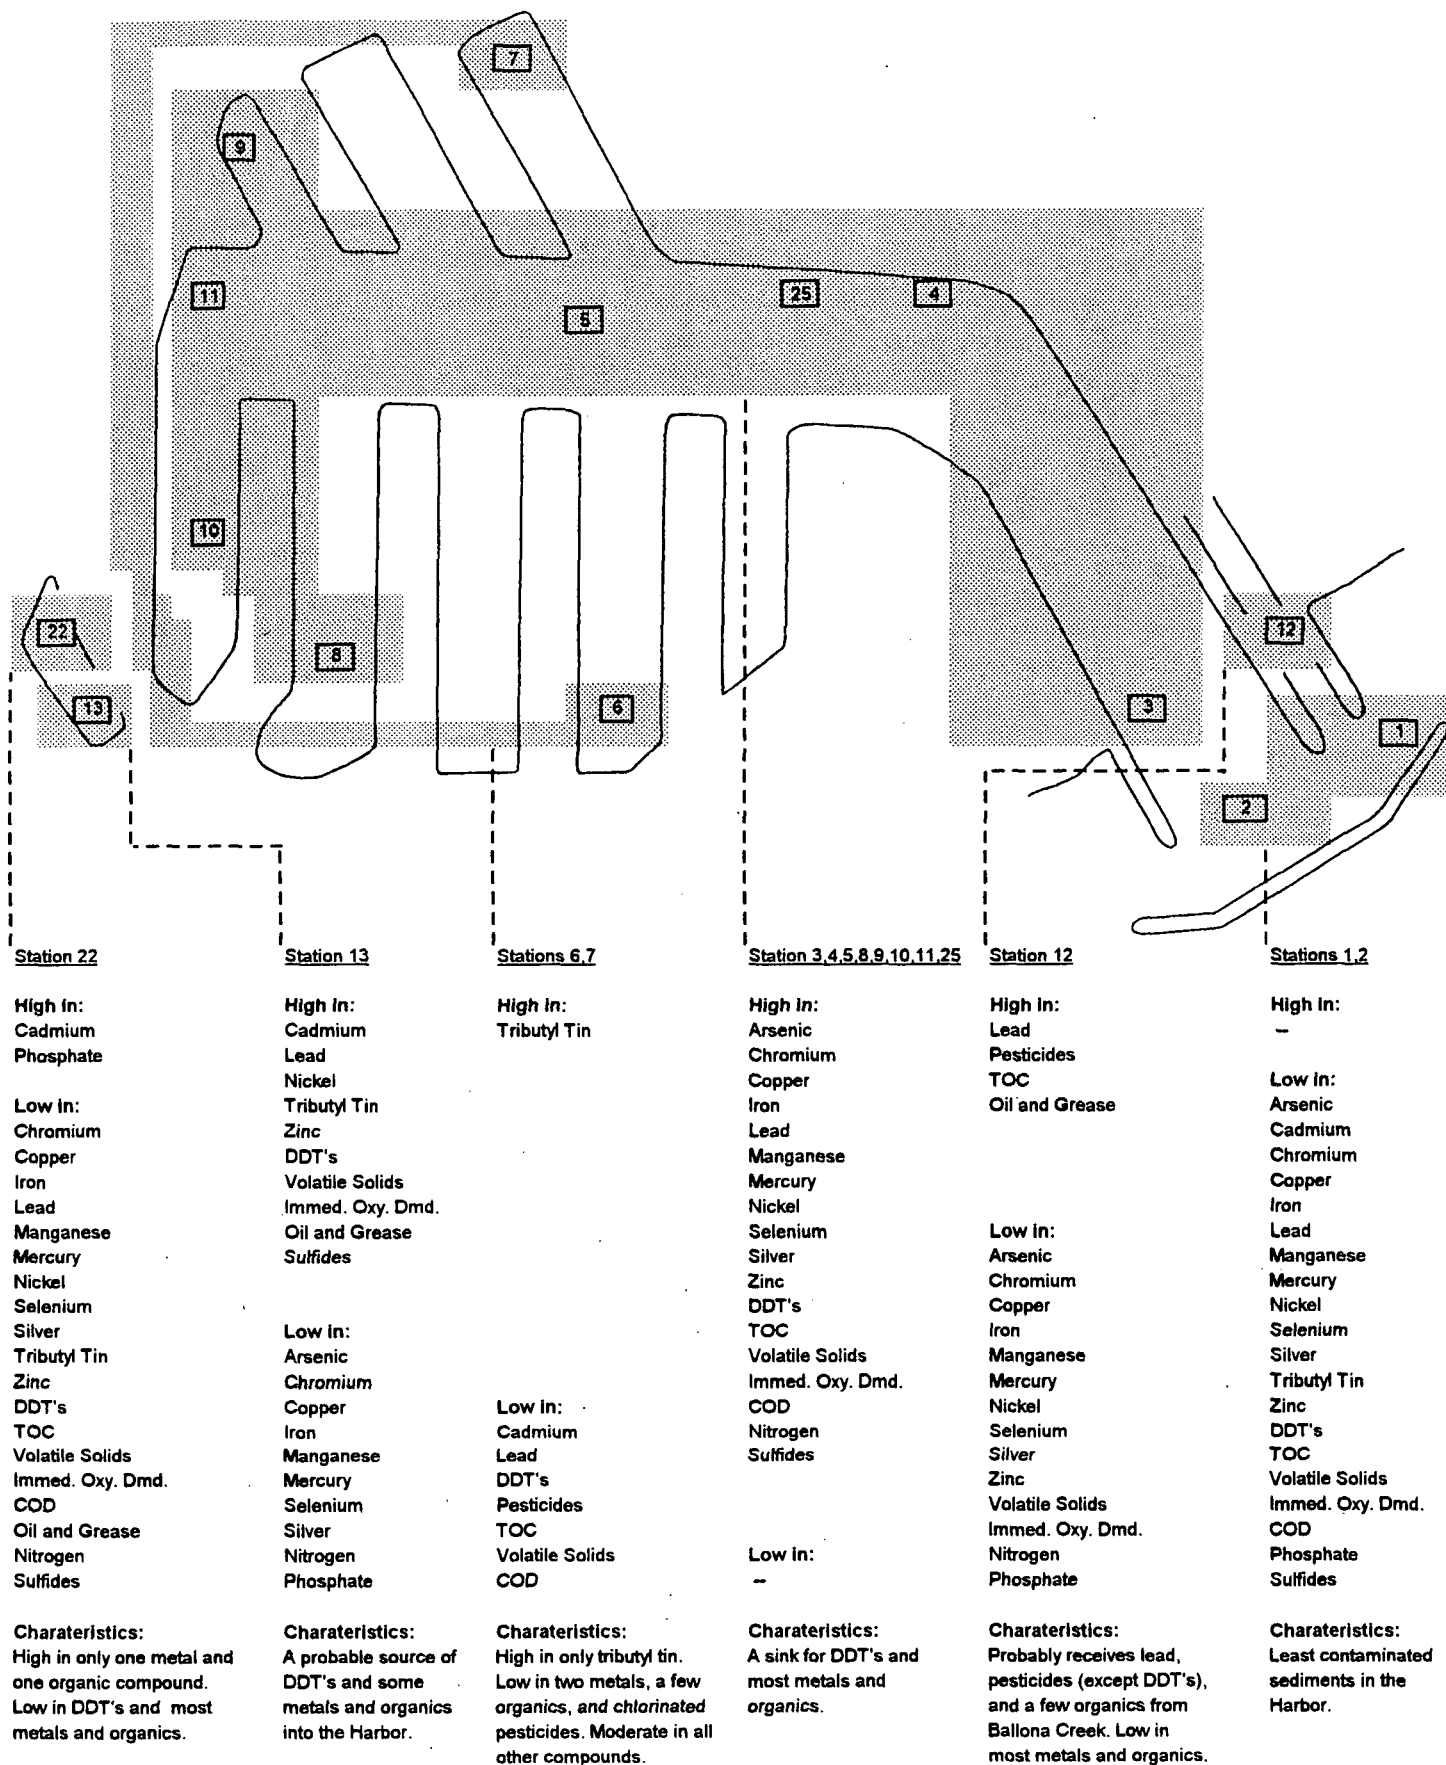 7
9
11
5
25
4
10
22
8
12
13
6
3
1
2
Station 22
High in:
Cadmium
Phosphate
Low in:
Chromium
Copper
Iron
Lead
Manganese
Mercury
Nickel
Selenium
Silver
Tributyl Tin
Zinc
DDT's
TOC
Volatile Solids
Immed. Oxy. Dmd.
COD
Oil and Grease
Nitrogen
Sulfides
Charateristics:
High in only one metal and
one organic compound.
Low in DDT's and most
metals and organics.
Station 13
High in:
Cadmium
Lead
Nickel
Tributyl Tin
Zinc
DDT's
Volatile Solids
Immed. Oxy. Dmd.
Oil and Grease
Sulfides
Low in:
Arsenic
Chromium
Copper
Iron
Manganese
Mercury
Selenium
Silver
Nitrogen
Phosphate
Charateristics:
A probable source of
DDT's and some
metals and organics
into the Harbor.
Stations 6,7
High in:
Tributyl Tin
Low in:
Cadmium
Lead
DDT's
Pesticides
TOC
Volatile Solids
COD
Charateristics:
High in only tributyl tin.
Low in two metals, a few
organics, and chlorinated
pesticides. Moderate in all
other compounds.
Station 3,4,5,8,9,10,11,25
High in:
Arsenic
Chromium
Copper
Iron
Lead
Manganese
Mercury
Nickel
Selenium
Silver
Zinc
DDT's
TOC
Volatile Solids
Immed. Oxy. Dmd.
COD
Nitrogen
Sulfides
Low in:
--
Charateristics:
A sink for DDT's and
most metals and
organics.
Station 12
High in:
Lead
Pesticides
TOC
Oil and Grease
Low in:
Arsenic
Chromium
Copper
Iron
Manganese
Mercury
Nickel
Selenium
Silver
Zinc
Volatile Solids
Immed. Oxy. Dmd.
Nitrogen
Phosphate
Charateristics:
Probably receives lead,
pesticides (except DDT's),
and a few organics from
Ballona Creek. Low in
most metals and organics.
Stations 1,2
High in:
--
Low in:
Arsenic
Cadmium
Chromium
Copper
Iron
Lead
Manganese
Mercury
Nickel
Selenium
Silver
Tributyl Tin
Zinc
DDT's
TOC
Volatile Solids
Immed. Oxy. Dmd.
COD
Phosphate
Sulfides
Charateristics:
Least contaminated
sediments in the
Harbor.